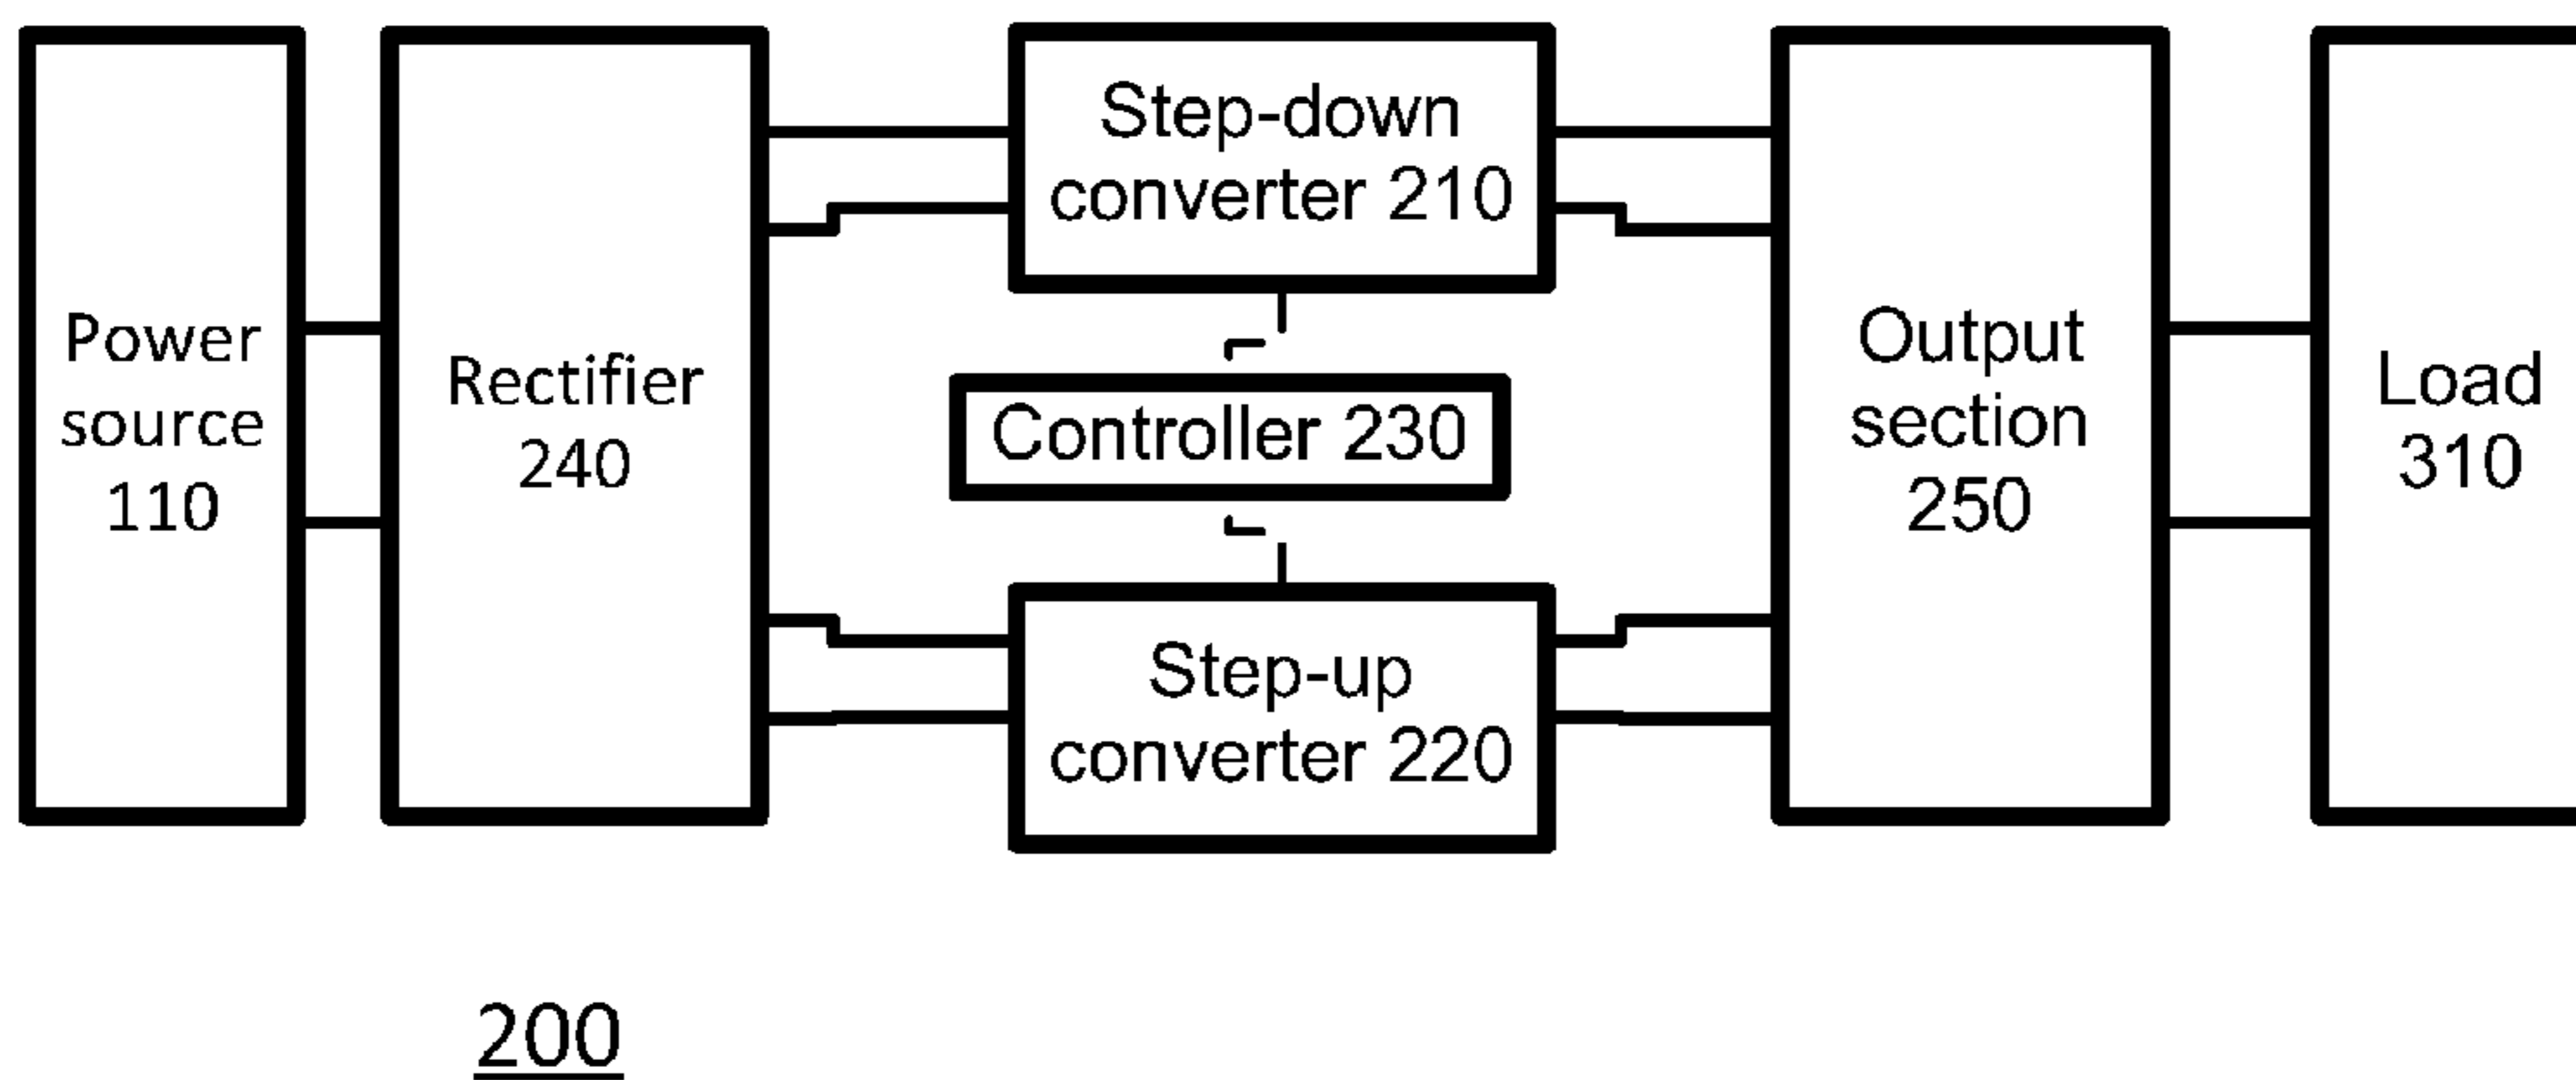 Power
source
110
Rectifier
240
Step-down
converter 210
Controller 230
Step-up
converter 220
Output
section
250
Load
310
200